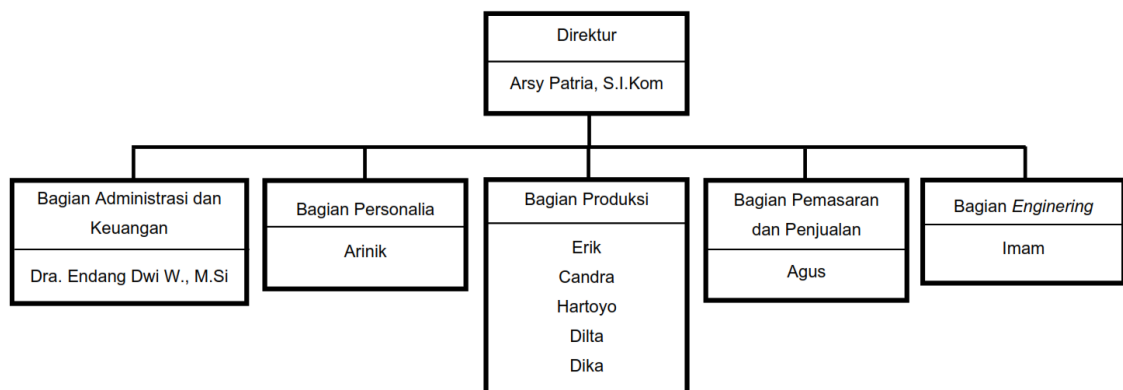 Direktur
Arsy Patria, S.I.Kom
Bagian Administrasi dan
Keuangan
Dra. Endang Dwi W., M.Si
Bagian Personalia
Arinik
Bagian Produksi
Erik
Candra
Hartoyo
Dilta
Dika
Bagian Pemasaran
dan Penjualan
Agus
Bagian Enginering
Imam